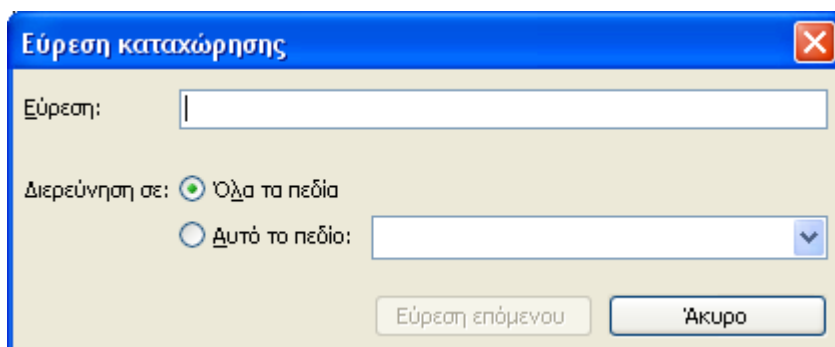 Εύρεση καταχώρησης
Εύρεση:
Διερεύνηση σε: Όλα τα πεδία
Αυτό το πεδίο:
Εύρεση επόμενου Άκυρο